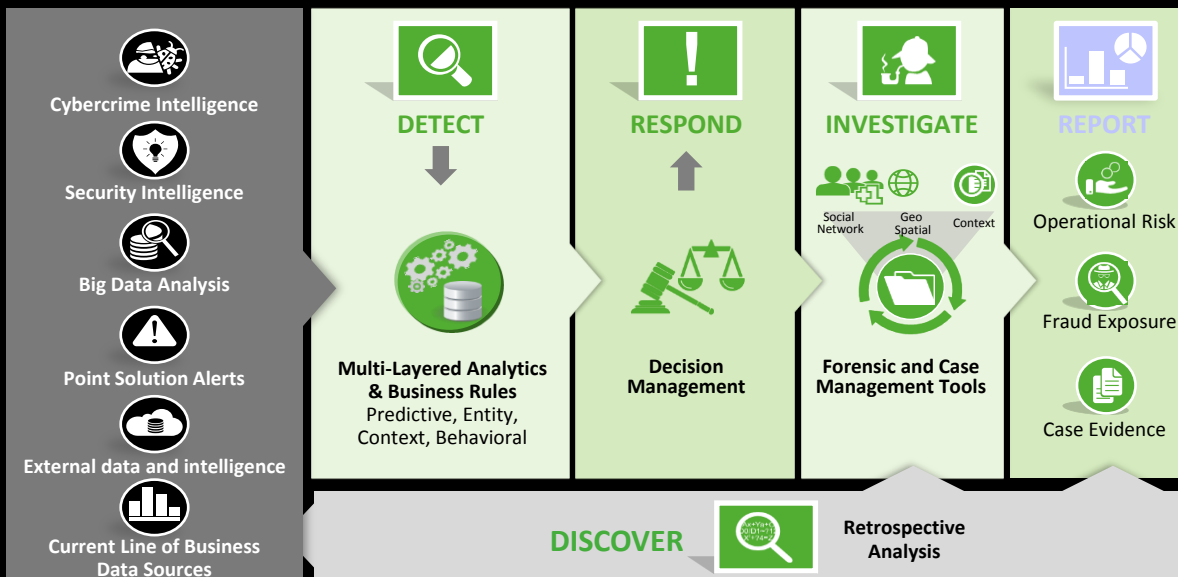 Cybercrime Intelligence
Security Intelligence
Big Data Analysis
Point Solution Alerts
External data and intelligence
Current Line of Business
Data Sources
DETECT
Multi-Layered Analytics
& Business Rules
Predictive, Entity,
Context, Behavioral
RESPOND
Decision
Management
INVESTIGATE
Social
Network
Geo
Spatial
Context
Forensic and Case
Management Tools
REPORT
Operational Risk
Fraud Exposure
Case Evidence
DISCOVER
Retrospective
Analysis